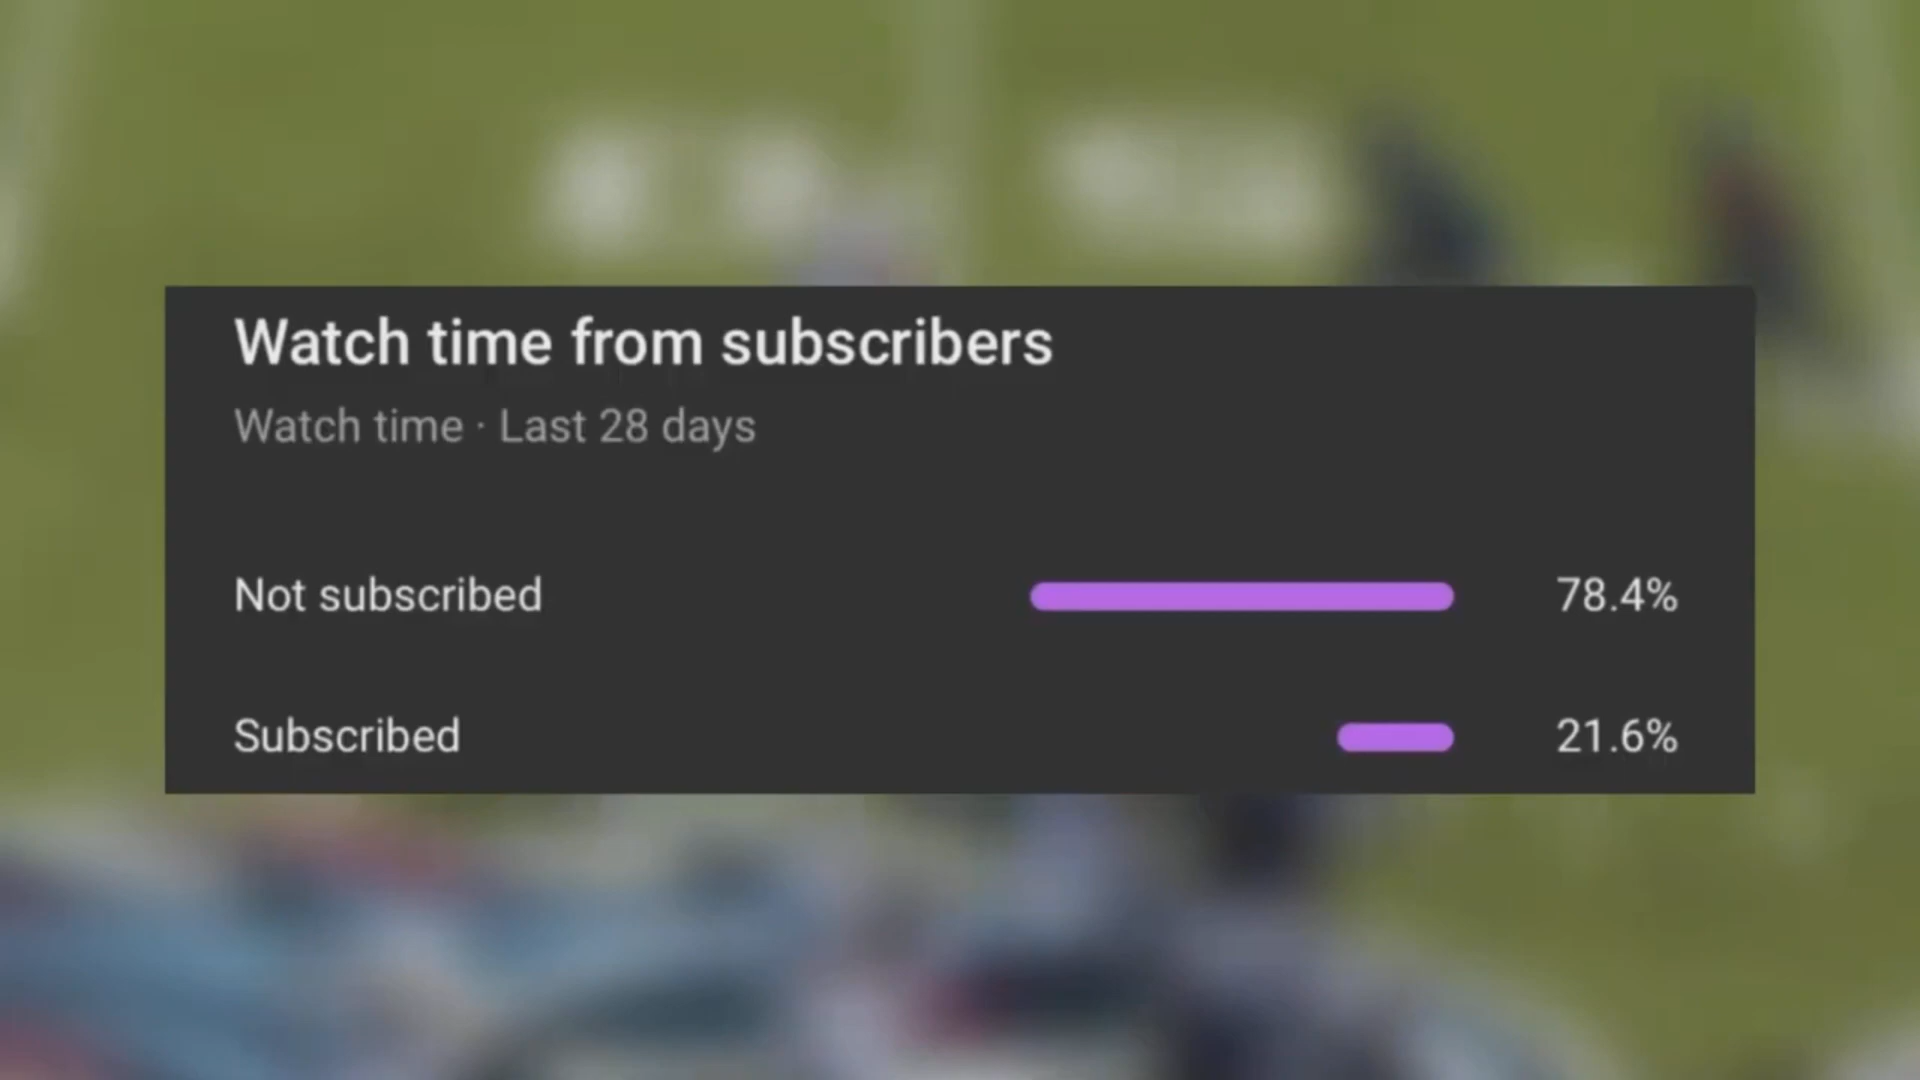 Watch time from subscribers
Watch time · Last 28 days
Not subscribed 78.4%
Subscribed 21.6%